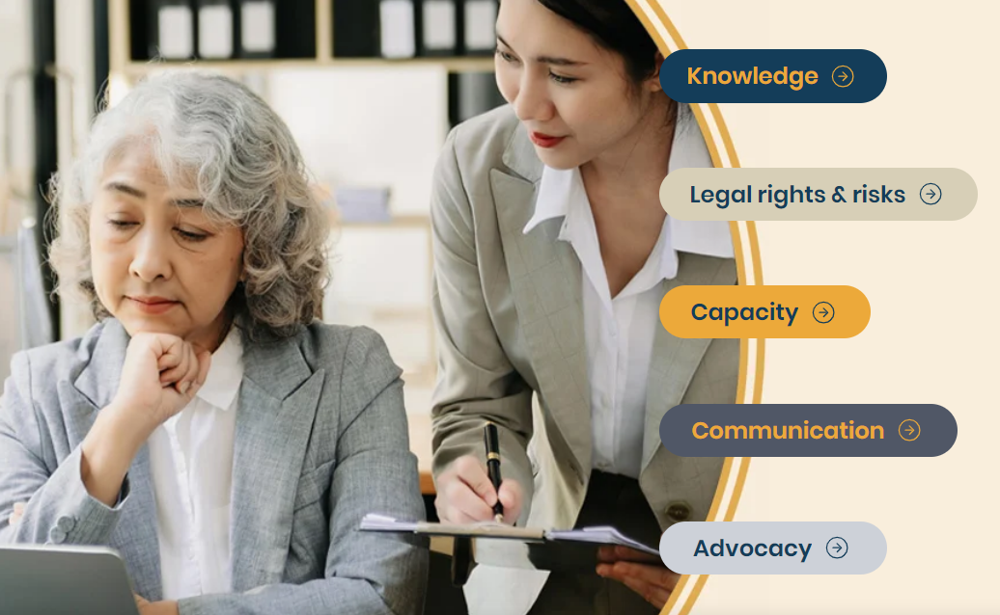 Knowledge
Legal rights & risks
Capacity
Communication
Advocacy